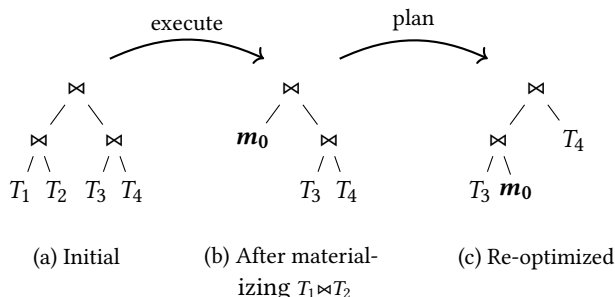 execute
plan
⋈
⋈ ⋈
T1 T2 T3 T4
⋈
m0 ⋈
T3 T4
⋈
⋈ T4
T3 m0
(a) Initial
(b) After material-
izing T1⋈T2
(c) Re-optimized